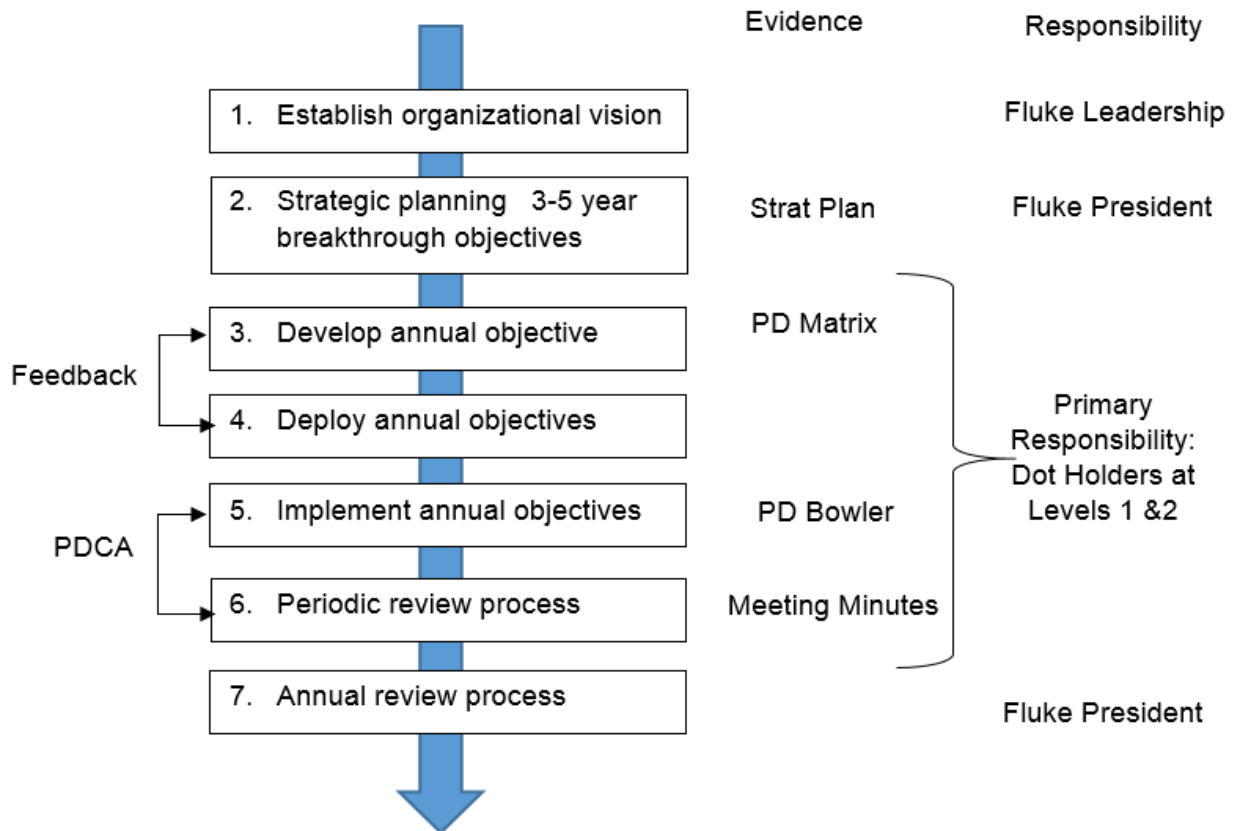 Evidence
Responsibility
1. Establish organizational vision
Fluke Leadership
2. Strategic planning 3-5 year
breakthrough objectives
Strat Plan
Fluke President
3. Develop annual objective
PD Matrix
Feedback
4. Deploy annual objectives
Primary
Responsibility:
Dot Holders at
Levels 1 &2
5. Implement annual objectives
PD Bowler
PDCA
6. Periodic review process
Meeting Minutes
7. Annual review process
Fluke President